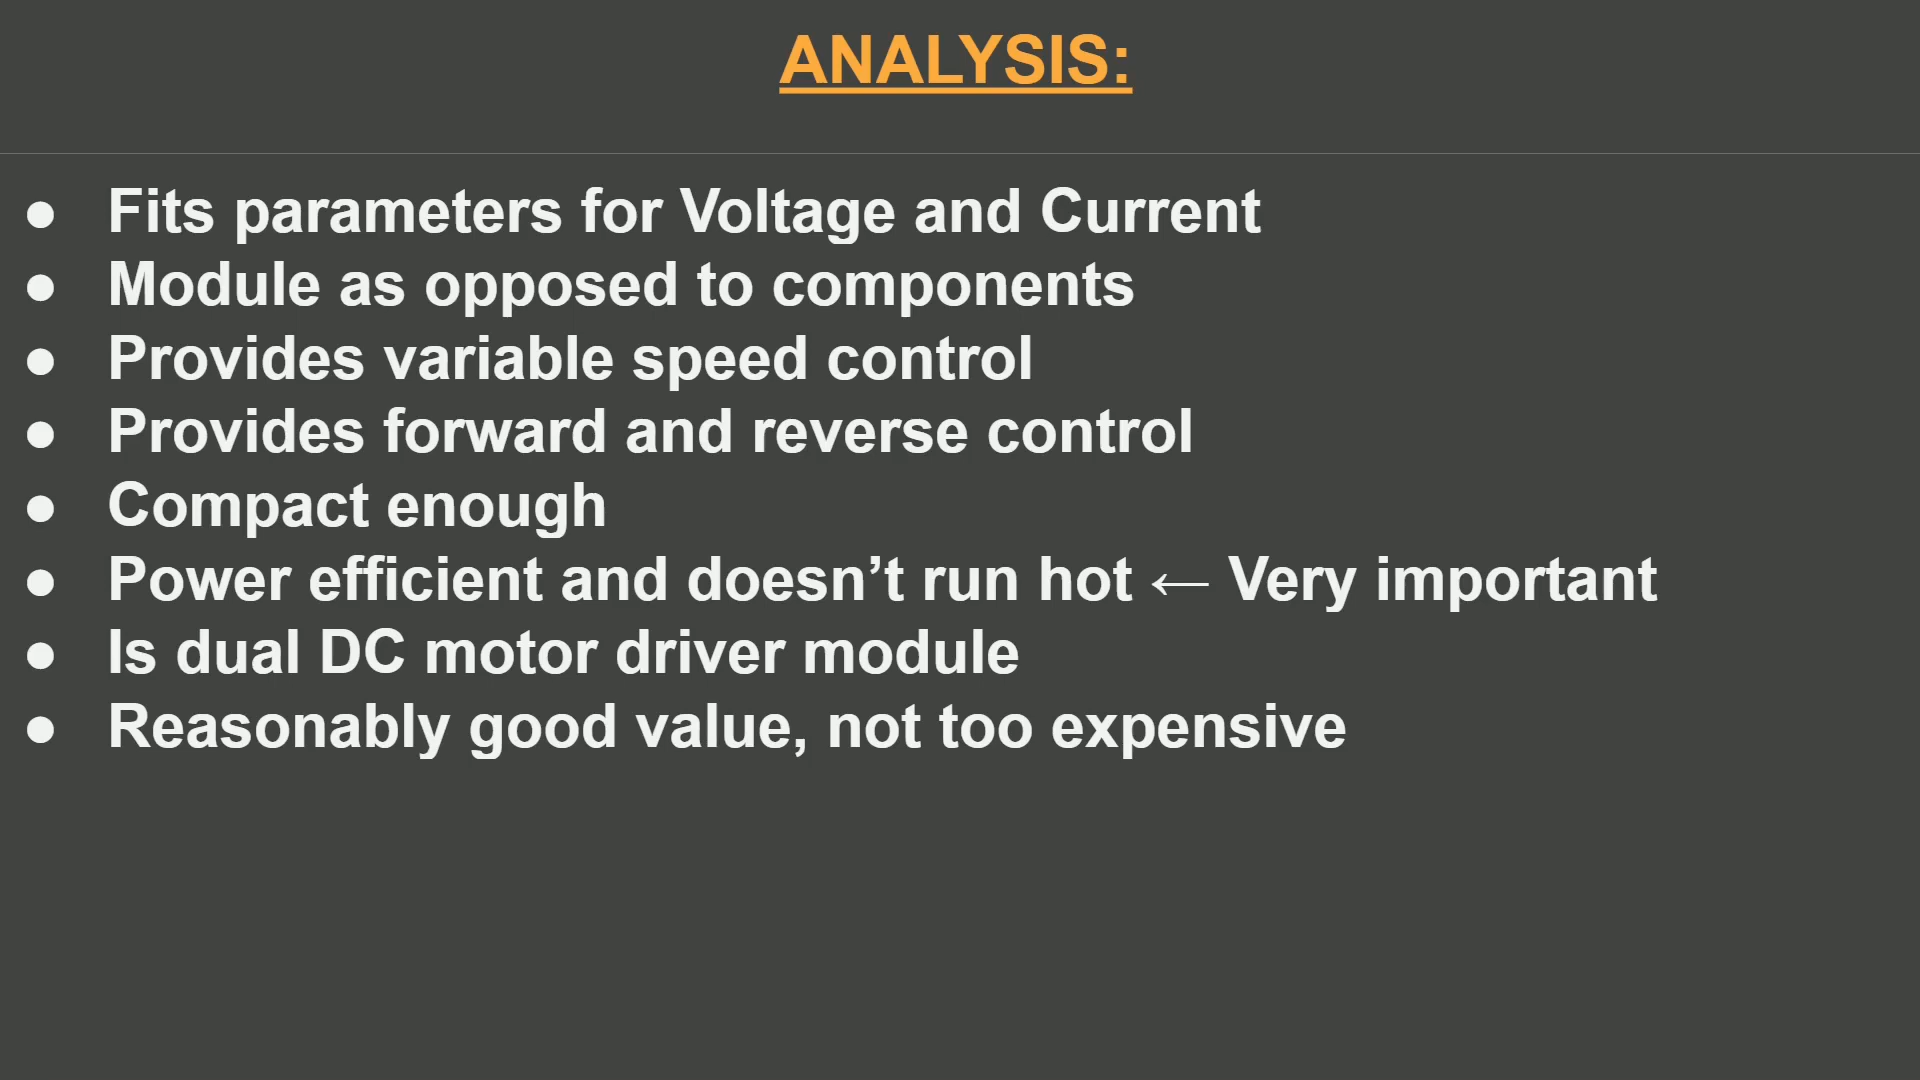 ANALYSIS:
● Fits parameters for Voltage and Current
● Module as opposed to components
● Provides variable speed control
● Provides forward and reverse control
● Compact enough
● Power efficient and doesn’t run hot ← Very important
● Is dual DC motor driver module
● Reasonably good value, not too expensive